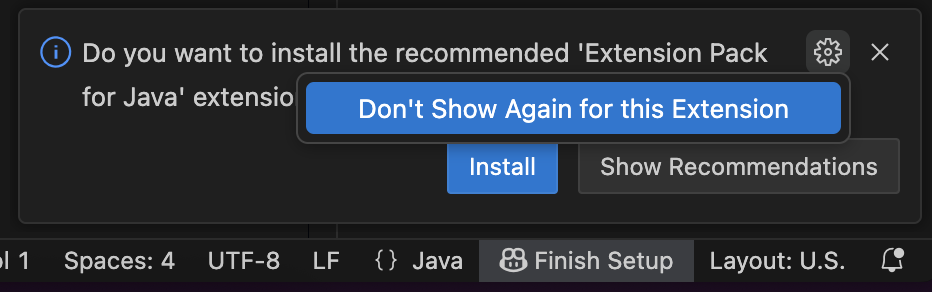 Do you want to install the recommended 'Extension Pack
for Java' extensio
Don't Show Again for this Extension
Install Show Recommendations
ol 1 Spaces: 4 UTF-8 LF {} Java Finish Setup Layout: U.S.